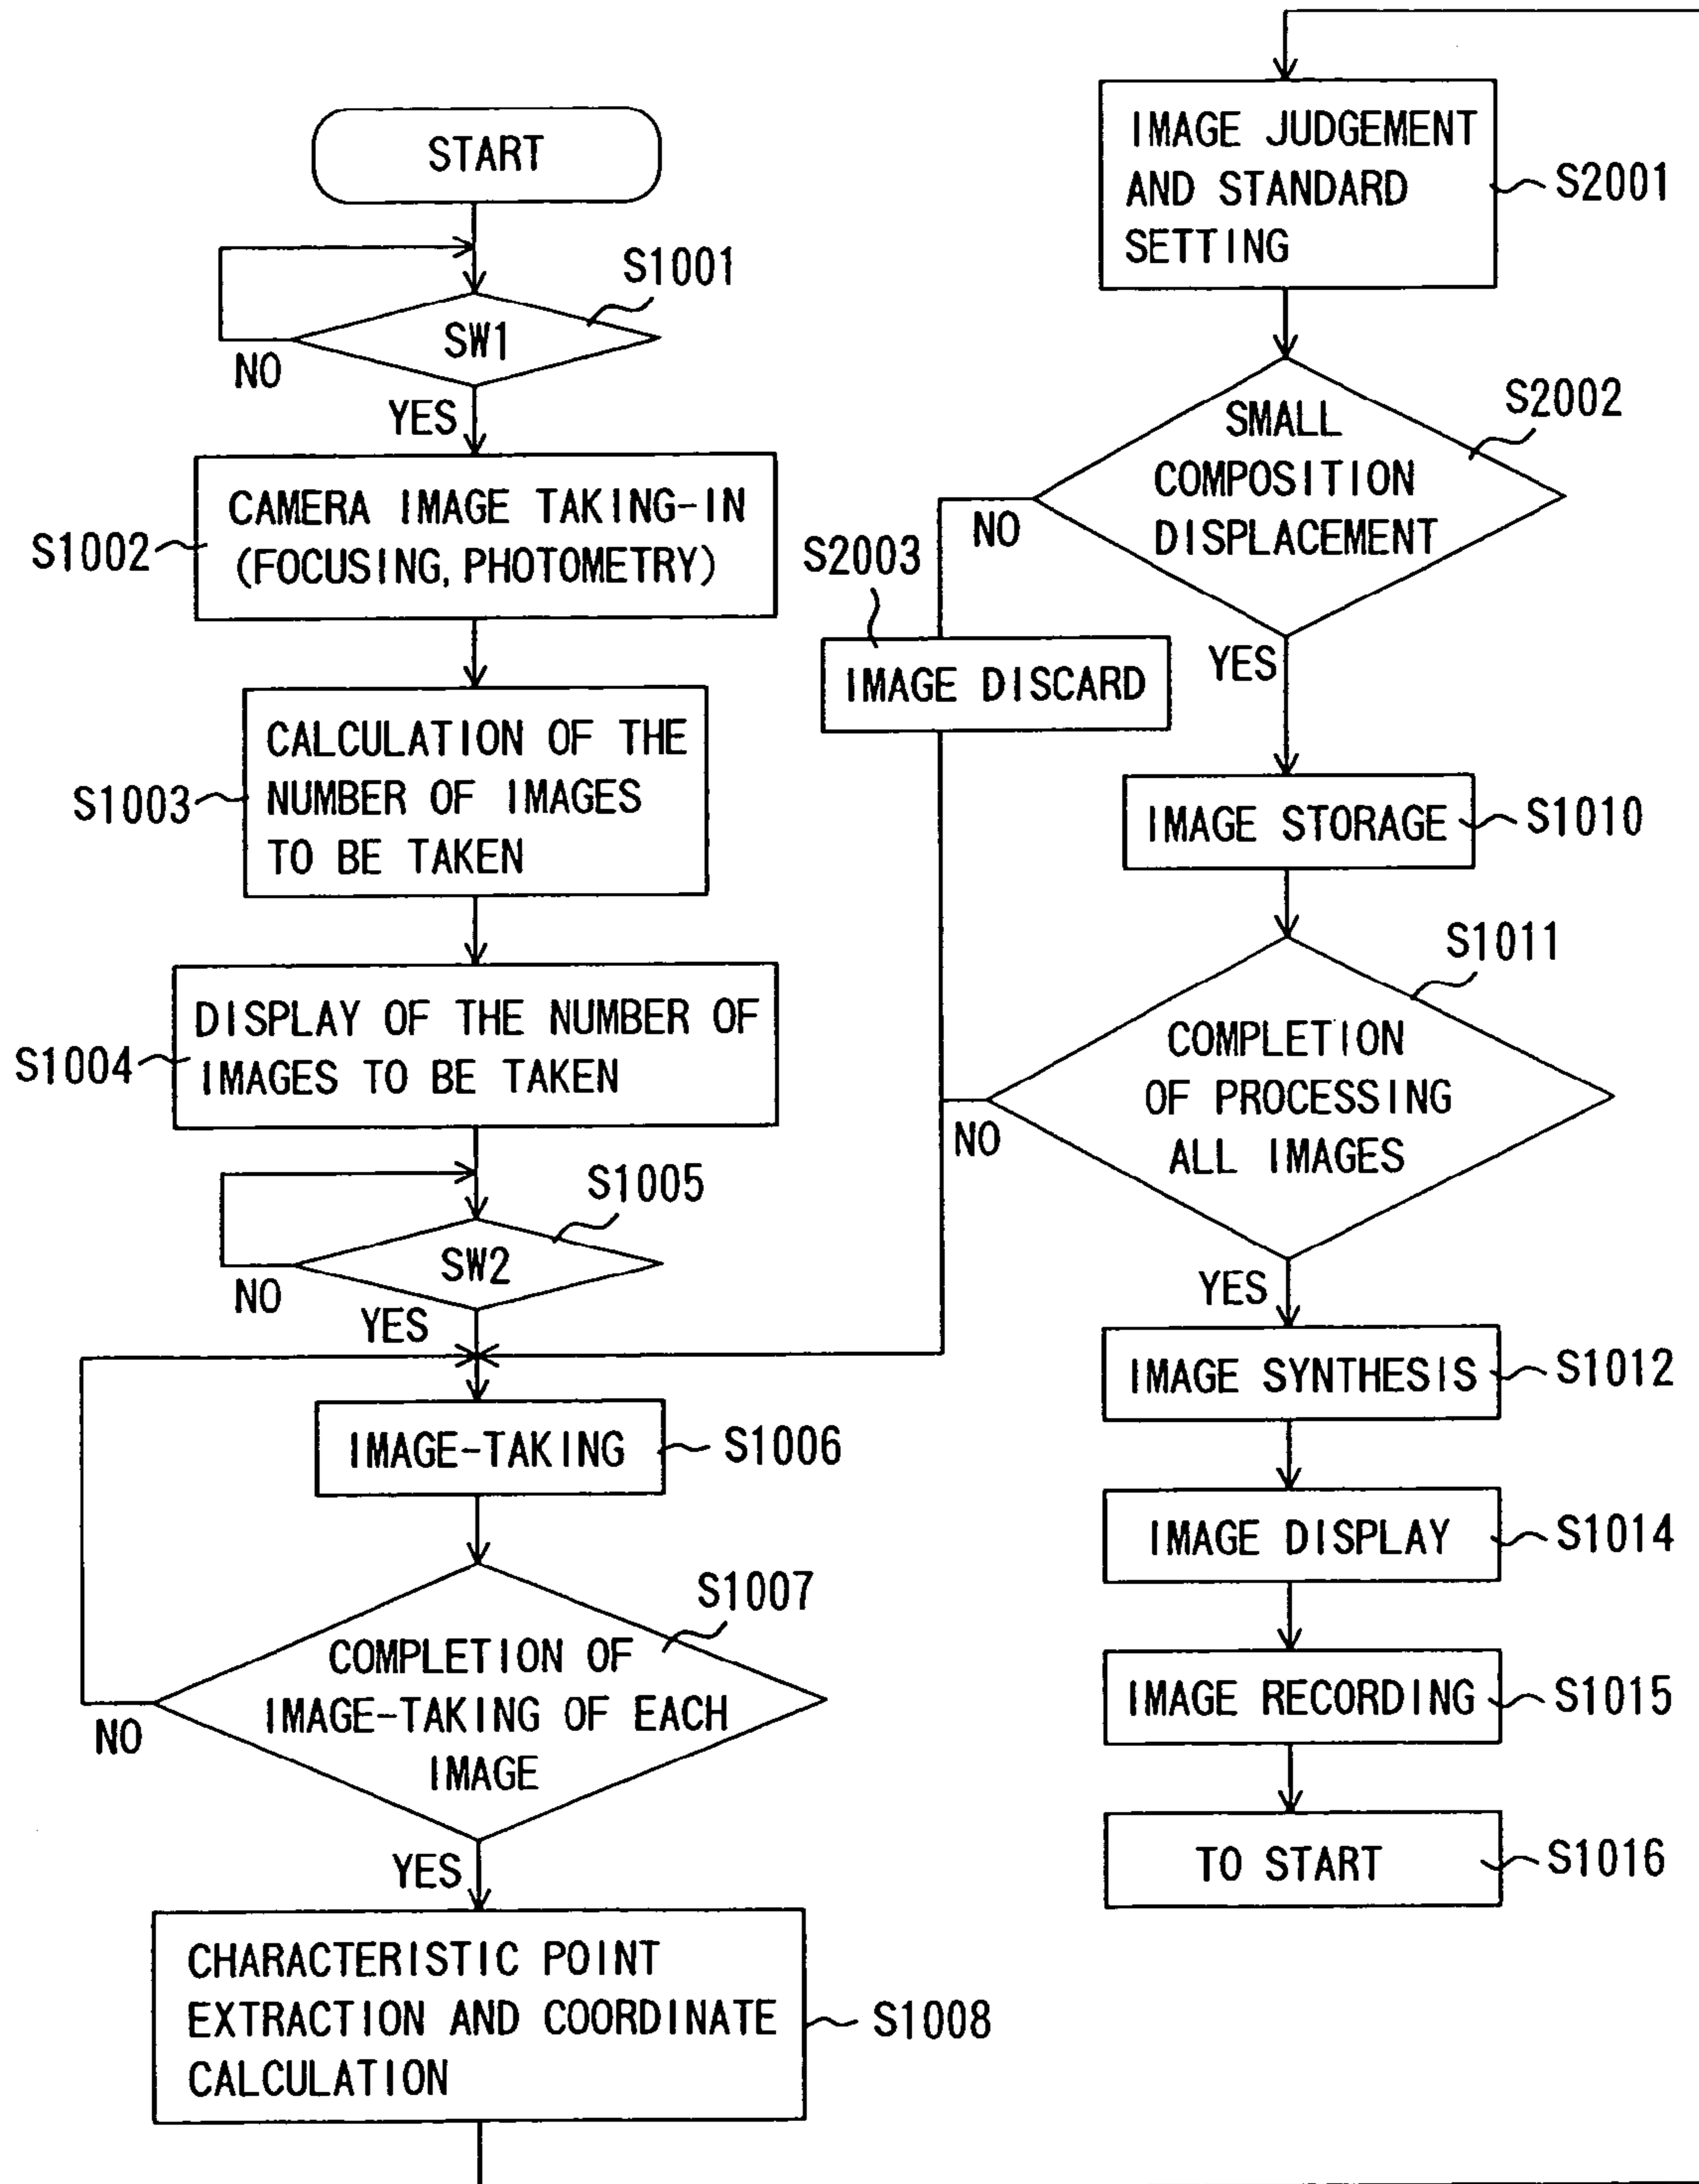 START
S1001
SW1
NO
YES
CAMERA IMAGE TAKING-IN
(FOCUSING, PHOTOMETRY)
S1002
CALCULATION OF THE
NUMBER OF IMAGES
TO BE TAKEN
S1003
DISPLAY OF THE NUMBER OF
IMAGES TO BE TAKEN
S1004
S1005
SW2
NO
YES
IMAGE-TAKING
S1006
S1007
COMPLETION OF
IMAGE-TAKING OF EACH
IMAGE
NO
YES
CHARACTERISTIC POINT
EXTRACTION AND COORDINATE
CALCULATION
S1008
IMAGE JUDGEMENT
AND STANDARD
SETTING
S2001
S2002
SMALL
COMPOSITION
DISPLACEMENT
NO
S2003
IMAGE DISCARD
YES
IMAGE STORAGE
S1010
S1011
COMPLETION
OF PROCESSING
ALL IMAGES
NO
YES
IMAGE SYNTHESIS
S1012
IMAGE DISPLAY
S1014
IMAGE RECORDING
S1015
TO START
S1016